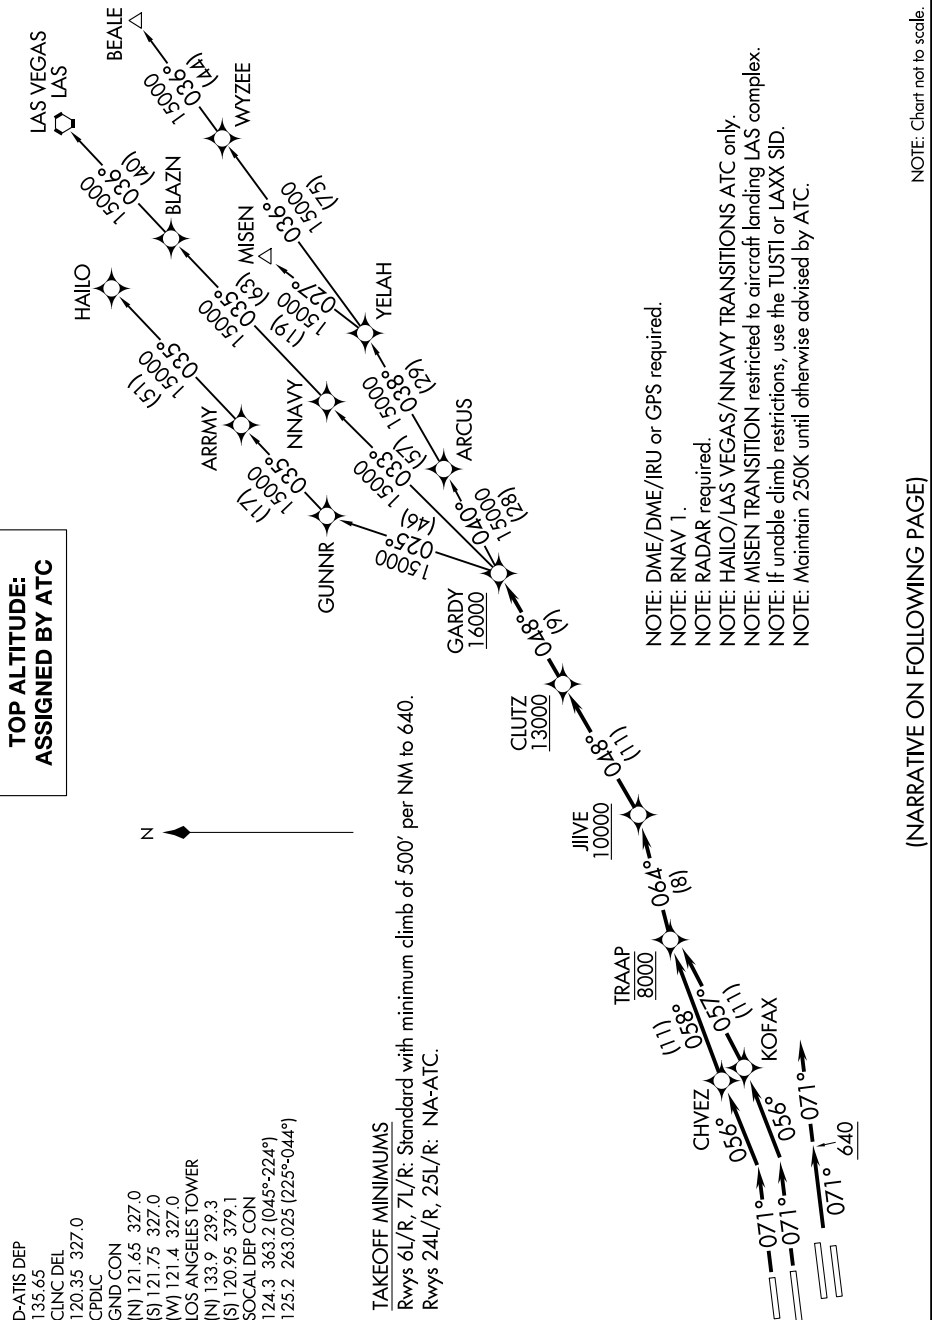 TOP ALTITUDE:
ASSIGNED BY ATC
D-ATIS DEP
135.65
CLNC DEL
120.35 327.0
CPDLC
GND CON
(N) 121.65 327.0
(S) 121.75 327.0
(W) 121.4 327.0
LOS ANGELES TOWER
(N) 133.9 239.3
(S) 120.95 379.1
SOCAL DEP CON
124.3 363.2 (045°-224°)
125.2 263.025 (225°-044°)
N
TAKEOFF MINIMUMS
Rwys 6L/R, 7L/R: Standard with minimum climb of 500’ per NM to 640.
Rwys 24L/R, 25L/R: NA-ATC.
071°
071°
071°
640
071°
056°
056°
CHVEZ
KOFAX
058°
(11)
057°
(11)
TRAAP
8000
064°
(8)
JIIVE
10000
048°
(11)
CLUTZ
13000
048°
(9)
GARDY
16000
15000
025°
(46)
GUNNR
15000
035°
(17)
ARRMY
15000
035°
(51)
HAILO
15000
033°
(57)
NNAVY
15000
035°
(63)
BLAZN
15000
036°
(40)
LAS VEGAS
LAS
15000
040°
(28)
ARCUS
15000
038°
(29)
YELAH
15000
027°
(19)
MISEN
036°
15000
(75)
WYZEE
15000
036°
(44)
BEALE
NOTE: DME/DME/IRU or GPS required.
NOTE: RNAV 1.
NOTE: RADAR required.
NOTE: HAILO/LAS VEGAS/NNAVY TRANSITIONS ATC only.
NOTE: MISEN TRANSITION restricted to aircraft landing LAS complex.
NOTE: If unable climb restrictions, use the TUSTI or LAXX SID.
NOTE: Maintain 250K until otherwise advised by ATC.
(NARRATIVE ON FOLLOWING PAGE)
NOTE: Chart not to scale.